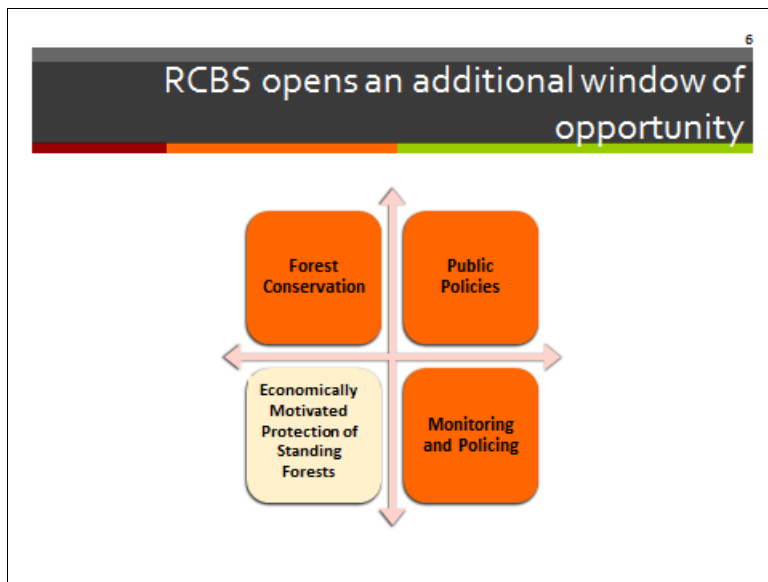 6
RCBS opens an additional window of
opportunity
Forest
Conservation
Public
Policies
Economically
Motivated
Protection of
Standing
Forests
Monitoring
and Policing